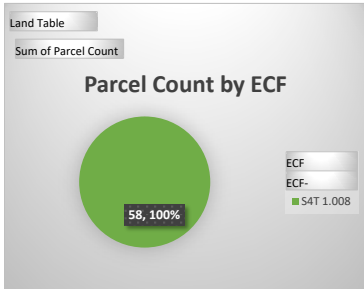 Land Table
Sum of Parcel Count
Parcel Count by ECF
58, 100%
ECF
ECF-
S4T 1.008